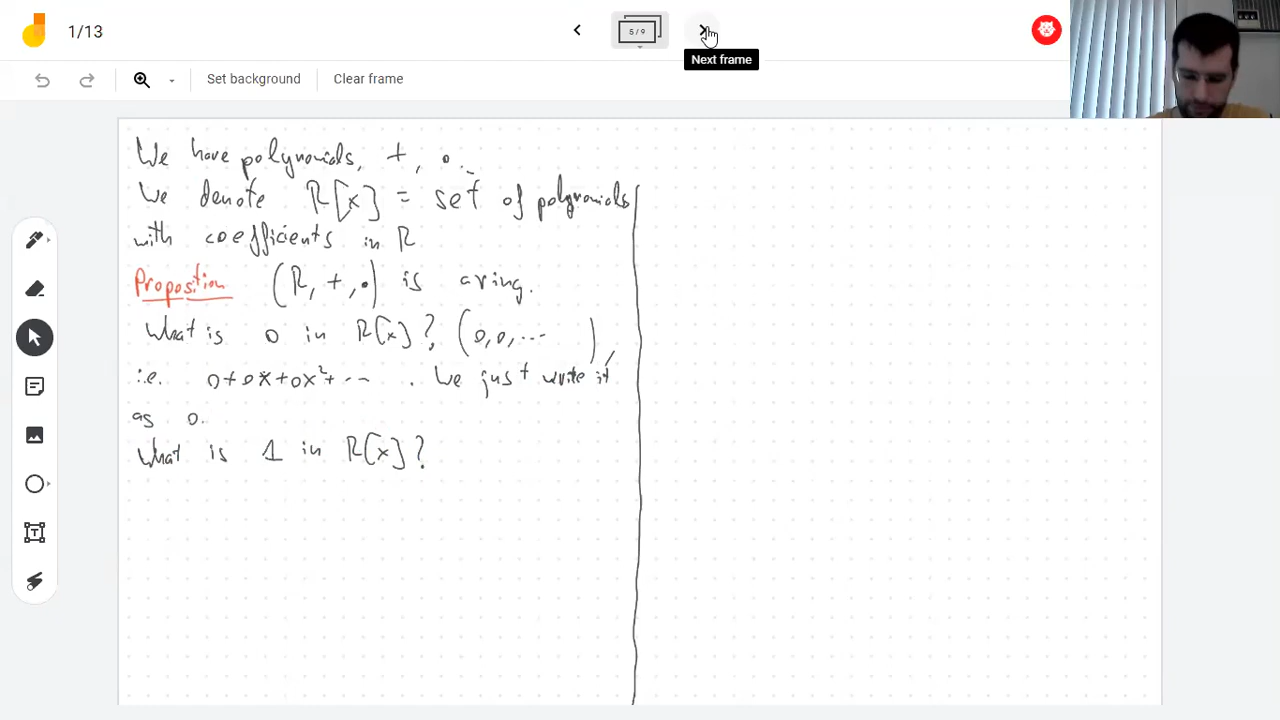 1/13
5/9
Next frame
Set background
Clear frame
We have polynomials, +, ·.
We denote R[x] = set of polynomials
with coefficients in R
Proposition (R, +, ·) is a ring.
What is 0 in R[x]? (0,0,... ),
i.e. 0+0x+0x²+... . We just write it
as 0.
What is 1 in R[x]?